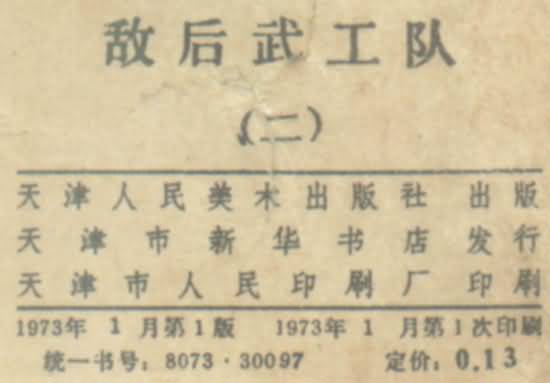 敌后武工队
(二)
天津人民美术出版社 出版
天津市新华书店发行
天津市人民印刷厂印刷
1973年 1 月第1版 1973年 1 月第1次印刷
统一书号: 8073·30097 定价: 0.13